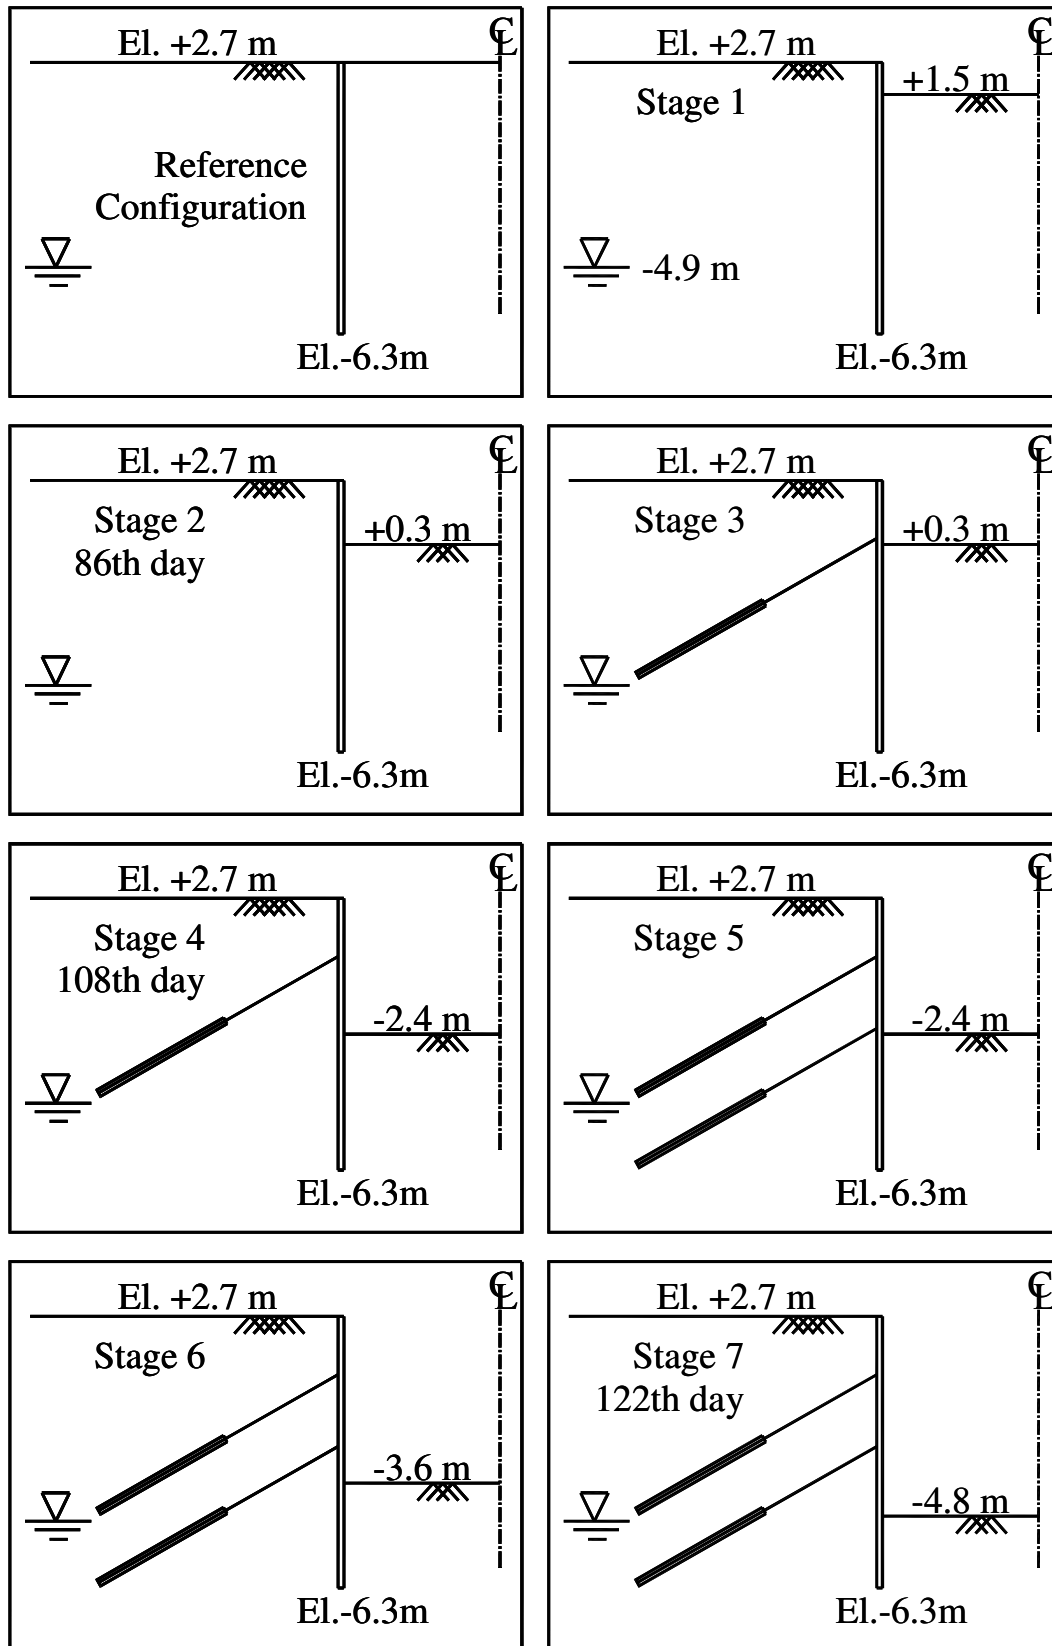 El. +2.7 m
℄
Reference
Configuration
El.-6.3m
El. +2.7 m
℄
+1.5 m
Stage 1
-4.9 m
El.-6.3m
El. +2.7 m
℄
Stage 2
+0.3 m
86th day
El.-6.3m
El. +2.7 m
℄
Stage 3
+0.3 m
El.-6.3m
El. +2.7 m
℄
Stage 4
108th day
-2.4 m
El.-6.3m
El. +2.7 m
℄
Stage 5
-2.4 m
El.-6.3m
El. +2.7 m
℄
Stage 6
-3.6 m
El.-6.3m
El. +2.7 m
℄
Stage 7
122th day
-4.8 m
El.-6.3m